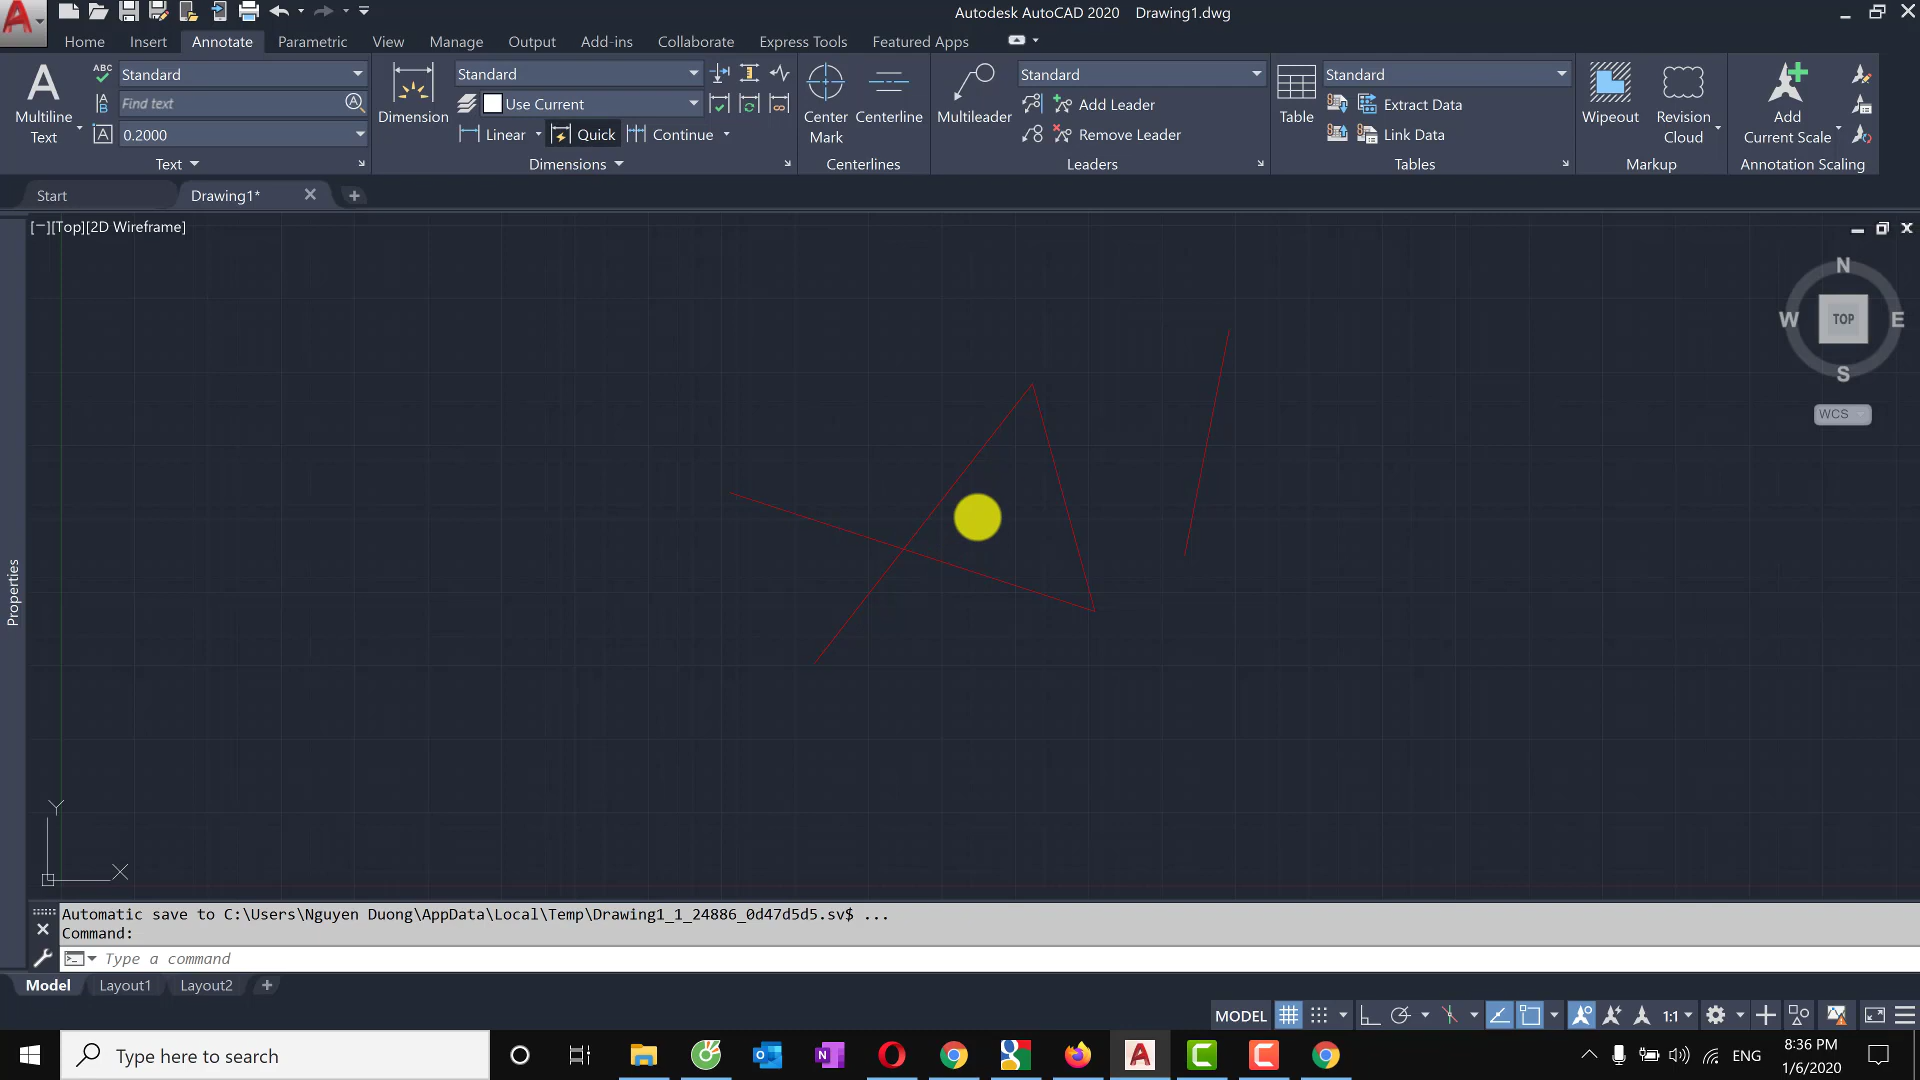 Autodesk AutoCAD 2020 Drawing1.dwg
Home Insert Annotate Parametric View Manage Output Add-ins Express Tools Collaborate Featured Apps
Multiline Text
ABC
Standard
Find text
0.2000
Text
Dimension
Standard
Use Current
Linear Quick Continue
Dimensions
Center Mark
Centerline
Centerlines
Multileader
Standard
Add Leader
Remove Leader
Leaders
Table
Standard
Extract Data
Link Data
Tables
Wipeout
Revision Cloud
Markup
Add Current Scale
Annotation Scaling
Start Drawing1*
[−][Top][2D Wireframe]
N
W TOP E
S
WCS
Properties
Y
X
Automatic save to C:\Users\Nguyen Duong\AppData\Local\Temp\Drawing1_1_24886_0d47d5d5.sv$ ...
Command:
Type a command
Model Layout1 Layout2
MODEL 1:1
Type here to search
ENG
8:36 PM
1/6/2020